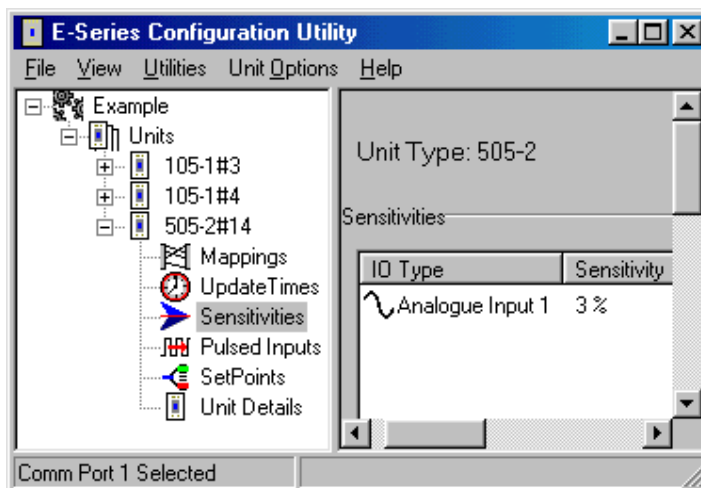 E-Series Configuration Utility
File View Utilities Unit Options Help
Example
Units
105-1#3
105-1#4
505-2#14
Mappings
UpdateTimes
Sensitivities
Pulsed Inputs
SetPoints
Unit Details
Unit Type: 505-2
Sensitivities
IO Type Sensitivity
Analogue Input 1 3 %
Comm Port 1 Selected